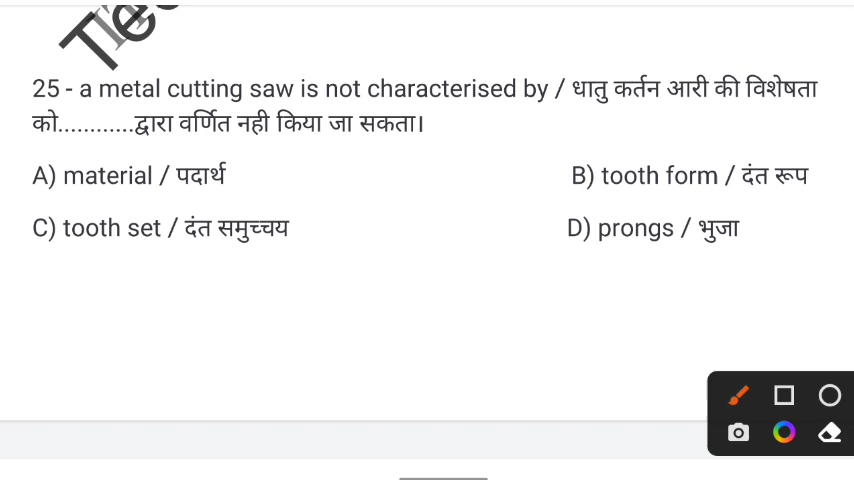 25 - a metal cutting saw is not characterised by / धातु कर्तन आरी की विशेषता
को............द्वारा वर्णित नही किया जा सकता।
A) material / पदार्थ
B) tooth form / दंत रूप
C) tooth set / दंत समुच्चय
D) prongs / भुजा